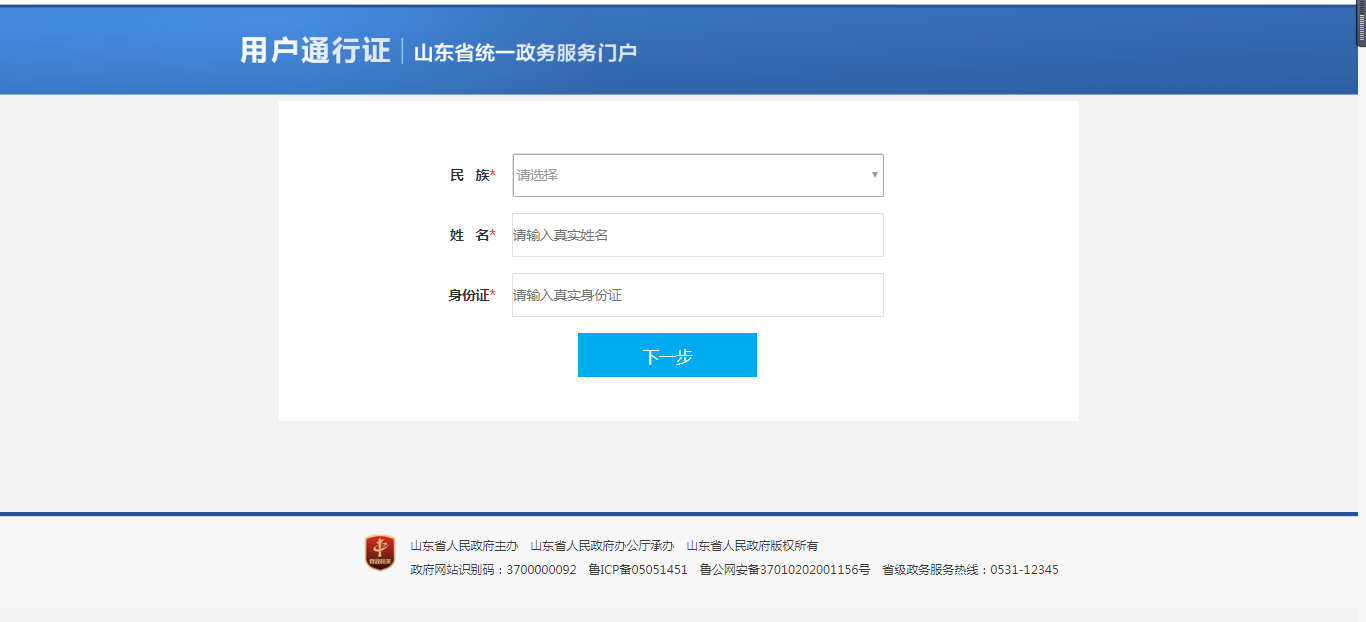 用户通行证 | 山东省统一政务服务门户
民 族* 请选择
姓 名* 请输入真实姓名
身份证* 请输入真实身份证
下一步
山东省人民政府主办 山东省人民政府办公厅承办 山东省人民政府版权所有
政府网站识别码：3700000092 鲁ICP备05051451 鲁公网安备37010202001156号 省级政务服务热线：0531-12345
党政机关